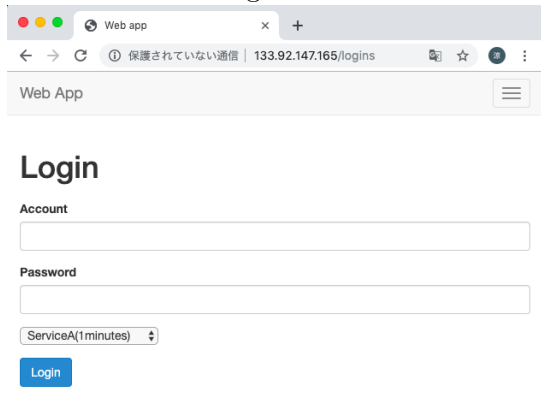 Web app
保護されていない通信 133.92.147.165/logins
Web App
Login
Account
Password
ServiceA(1minutes)
Login